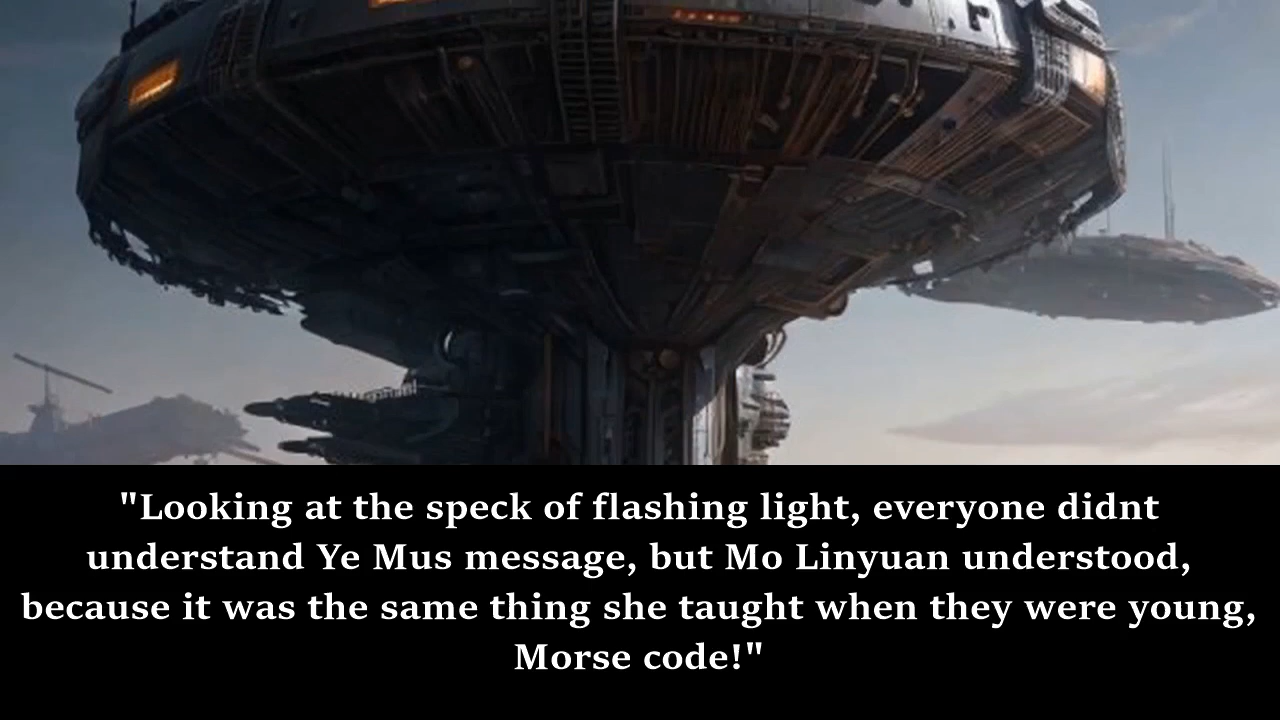 "Looking at the speck of flashing light, everyone didnt
understand Ye Mus message, but Mo Linyuan understood,
because it was the same thing she taught when they were young,
Morse code!"